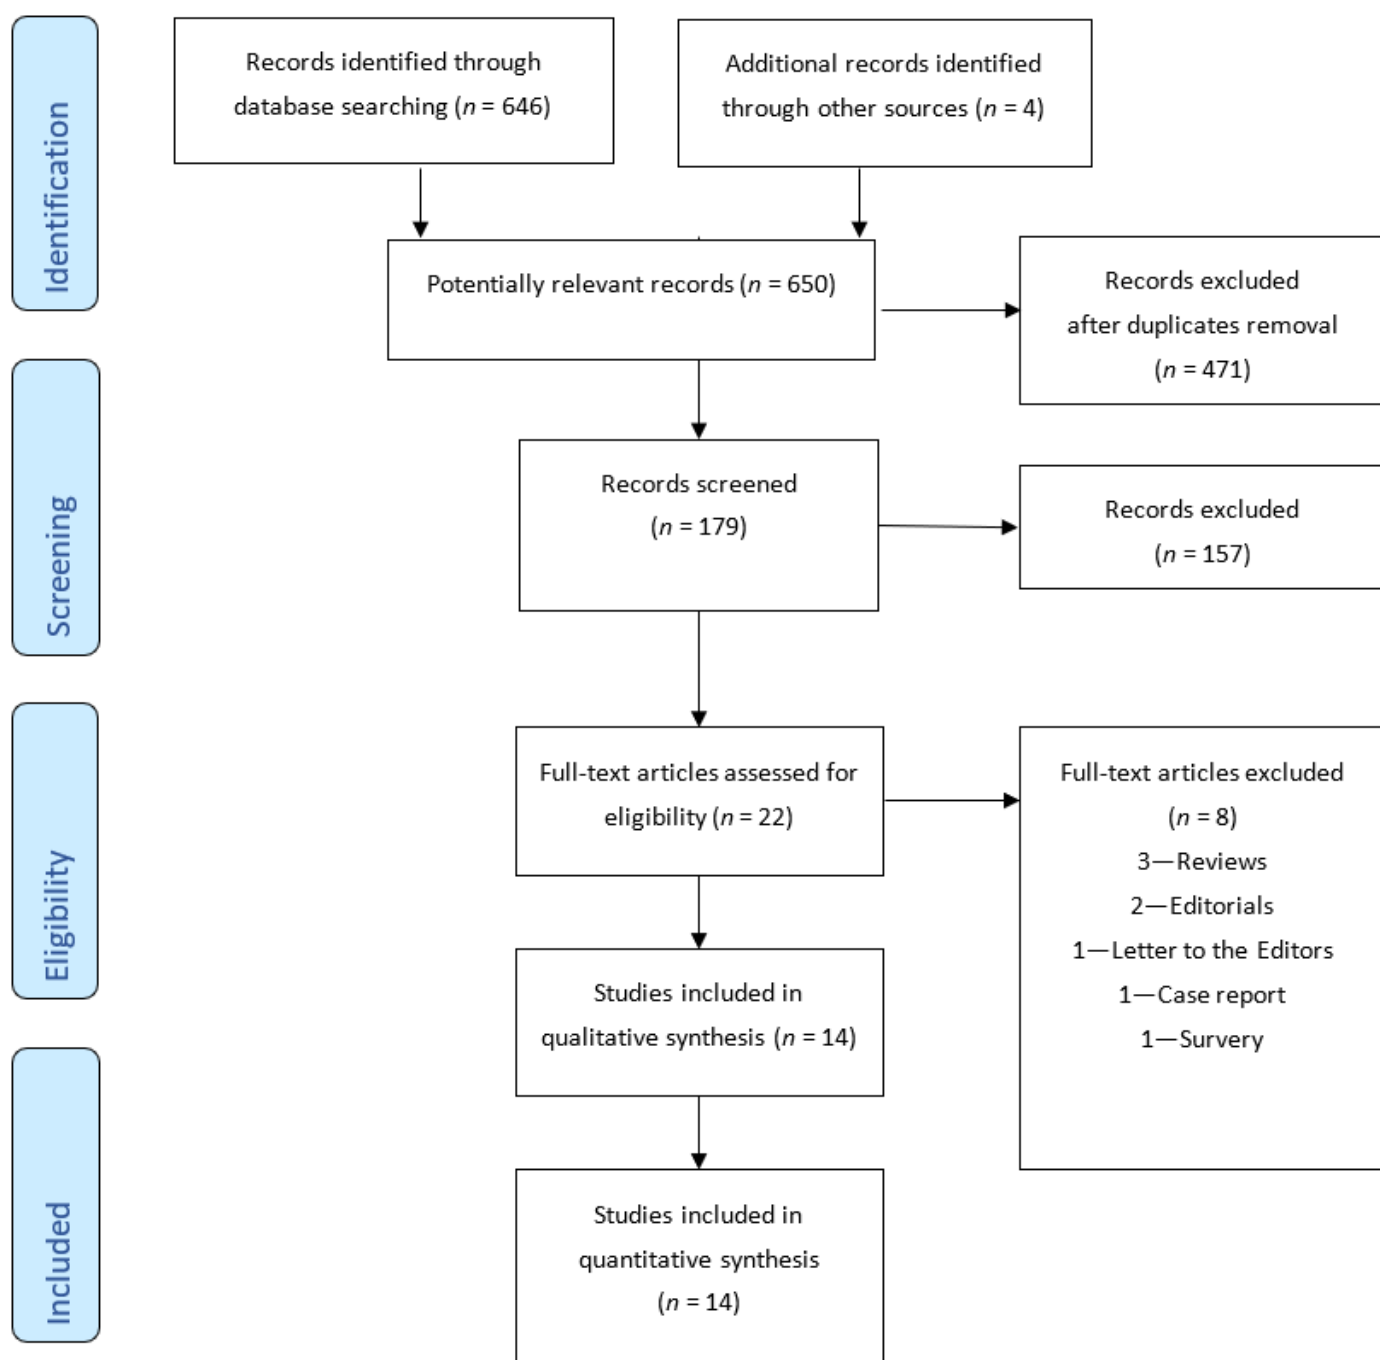 Identification
Records identified through
database searching (n = 646)
Additional records identified
through other sources (n = 4)
Potentially relevant records (n = 650)
Records excluded
after duplicates removal
(n = 471)
Screening
Records screened
(n = 179)
Records excluded
(n = 157)
Eligibility
Full-text articles assessed for
eligibility (n = 22)
Full-text articles excluded
(n = 8)
3—Reviews
2—Editorials
1—Letter to the Editors
1—Case report
1—Survery
Studies included in
qualitative synthesis (n = 14)
Included
Studies included in
quantitative synthesis
(n = 14)